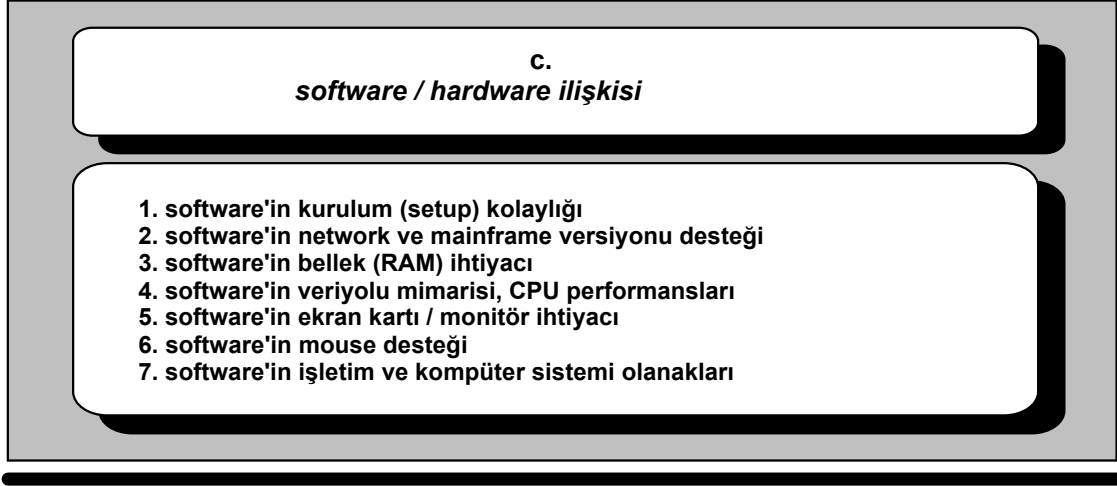 c.
software / hardware ilişkisi
1. software'in kurulum (setup) kolaylığı
2. software'in network ve mainframe versiyonu desteği
3. software'in bellek (RAM) ihtiyacı
4. software'in veriyolu mimarisi, CPU performansları
5. software'in ekran kartı / monitör ihtiyacı
6. software'in mouse desteği
7. software'in işletim ve kompüter sistemi olanakları